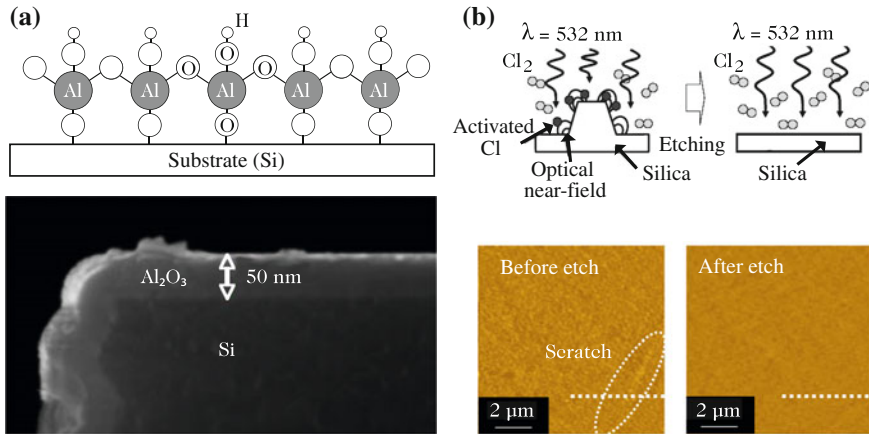 (a)
H
O
O O
Al Al Al Al Al
O
Substrate (Si)
Al₂O₃
50 nm
Si
(b)
λ = 532 nm
λ = 532 nm
Cl₂
Cl₂
Activated
Cl
Optical
near-field
Silica
Etching
Silica
Before etch
Scratch
2 μm
After etch
2 μm